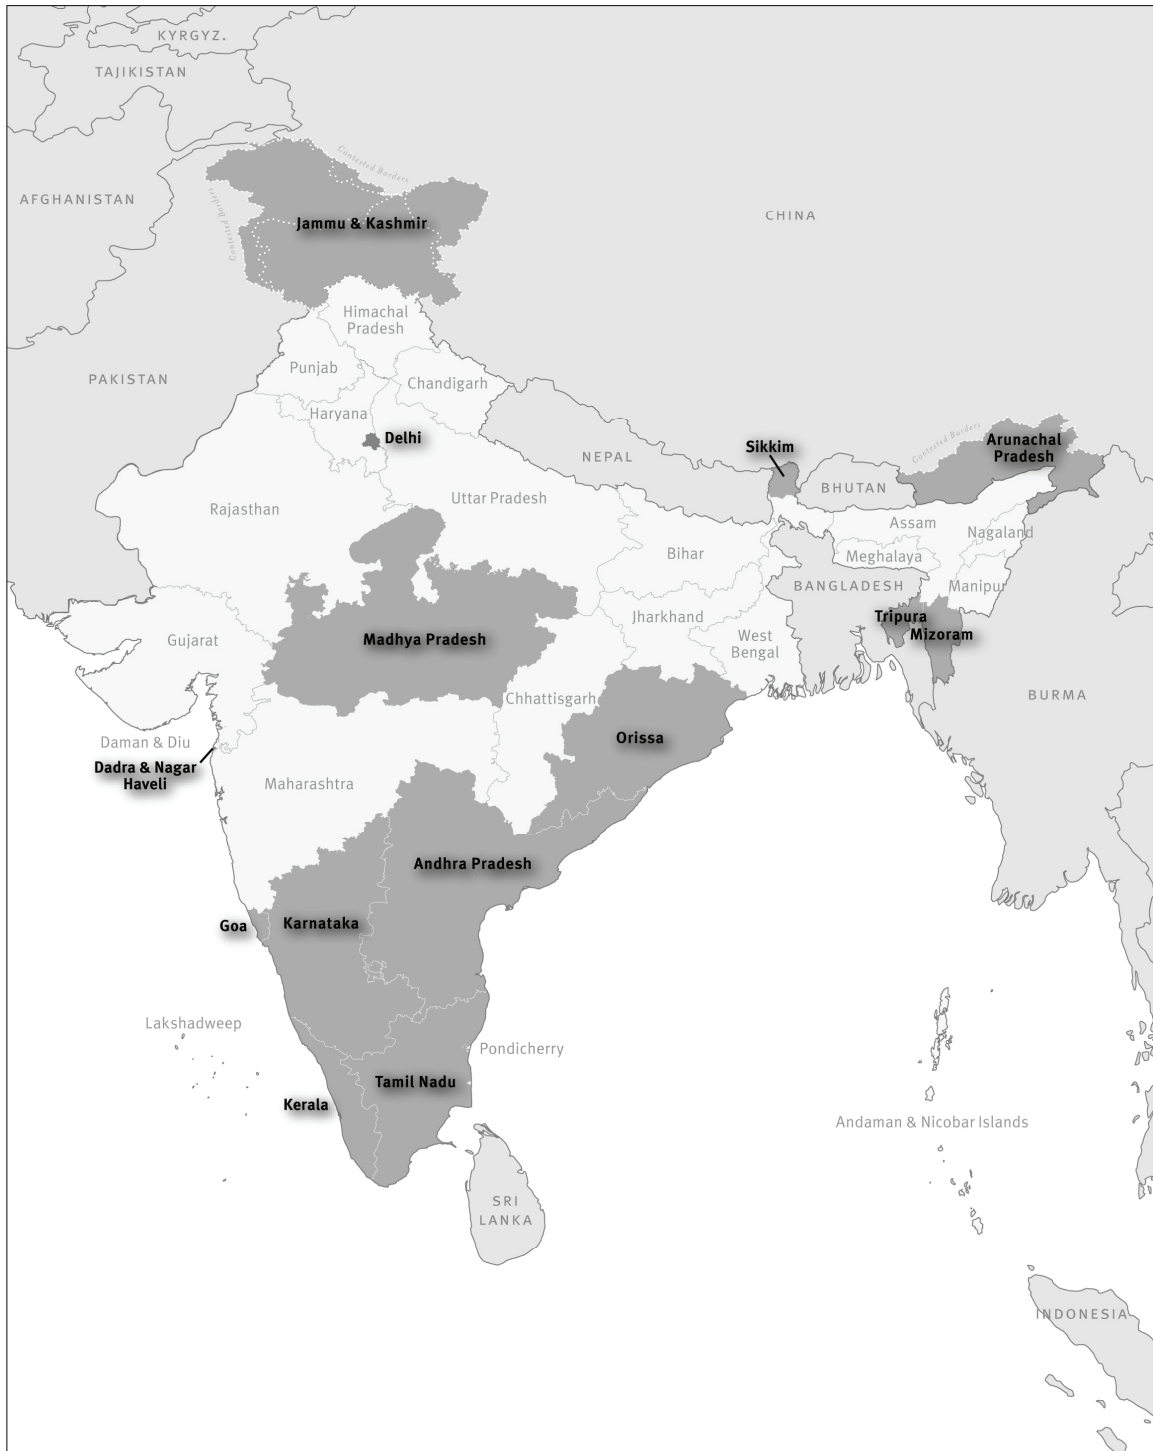 KYRGYZ.
TAJIKISTAN
Contested Borders
AFGHANISTAN
Contested Borders
CHINA
Jammu & Kashmir
Himachal
Pradesh
Punjab
PAKISTAN
Chandigarh
Haryana
Delhi
Sikkim
Contested Borders
Arunachal
Pradesh
NEPAL
BHUTAN
Uttar Pradesh
Rajasthan
Assam
Nagaland
Bihar
Meghalaya
BANGLADESH
Manipur
Jharkhand
Tripura
Mizoram
Gujarat
Madhya Pradesh
West
Bengal
Chhattisgarh
BURMA
Daman & Diu
Orissa
Dadra & Nagar
Haveli
Maharashtra
Andhra Pradesh
Goa
Karnataka
Lakshadweep
Pondicherry
Tamil Nadu
Kerala
Andaman & Nicobar Islands
SRI
LANKA
INDONESIA